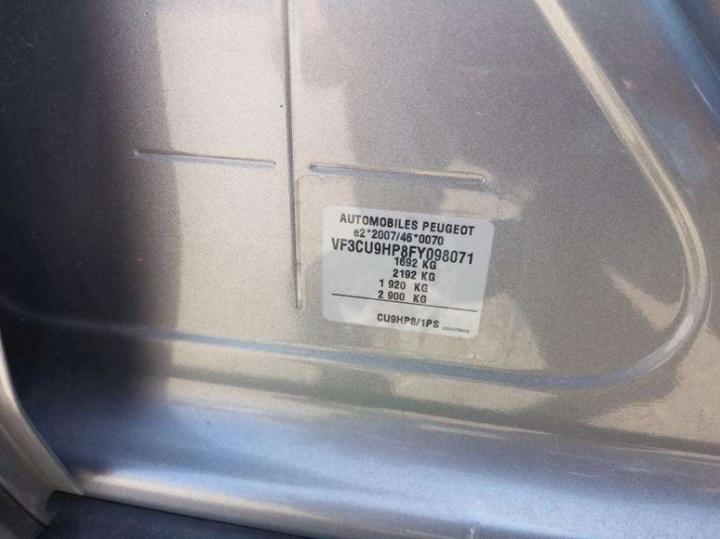 AUTOMOBILES PEUGEOT
e2*2007/46*0070
VF3CU9HP8FY098071
1692 KG
2192 KG
1 920 KG
2 900 KG
CU9HP8/1PS